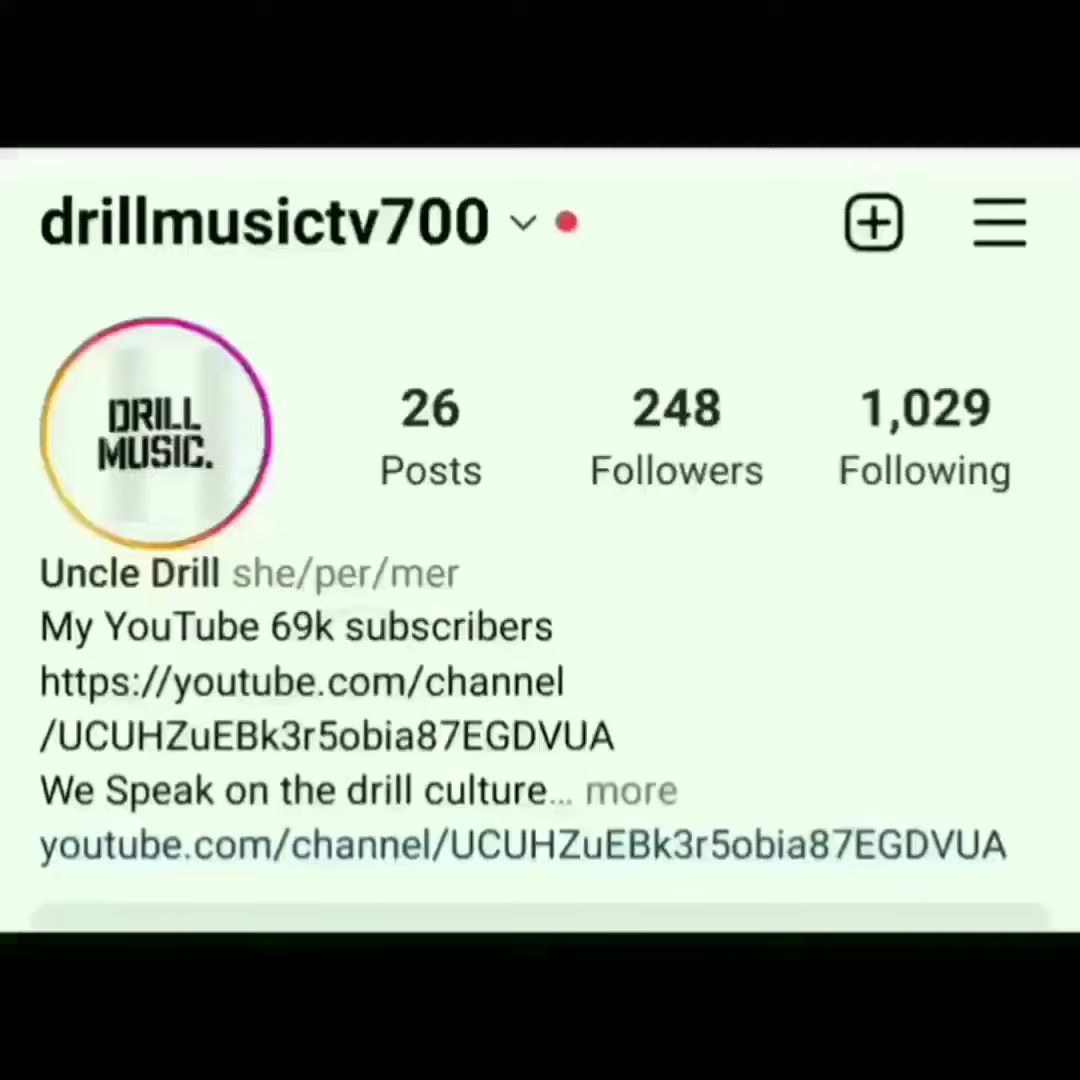 drillmusictv700
DRILL
MUSIC.
26
Posts
248
Followers
1,029
Following
Uncle Drill she/per/mer
My YouTube 69k subscribers
https://youtube.com/channel
/UCUHZuEBk3r5obia87EGDVUA
We Speak on the drill culture... more
youtube.com/channel/UCUHZuEBk3r5obia87EGDVUA